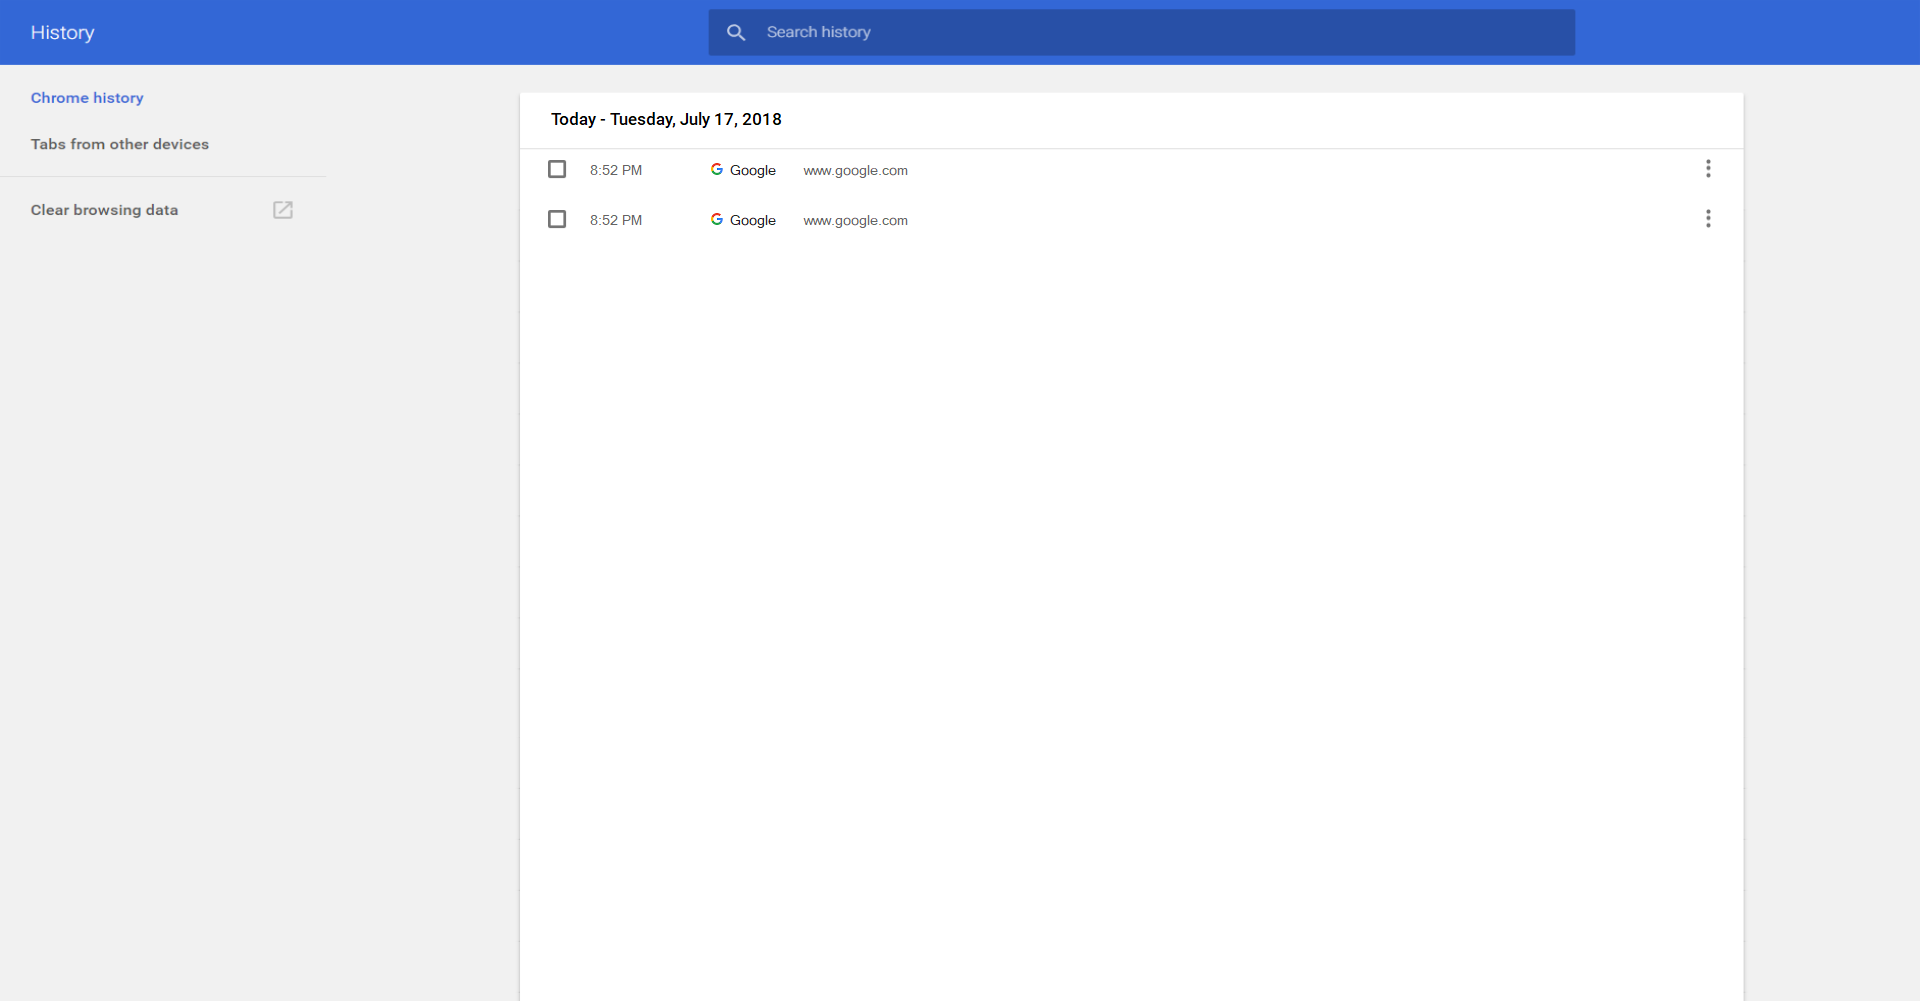 History
Search history
Chrome history
Tabs from other devices
Clear browsing data
Today - Tuesday, July 17, 2018
8:52 PM Google www.google.com
8:52 PM Google www.google.com